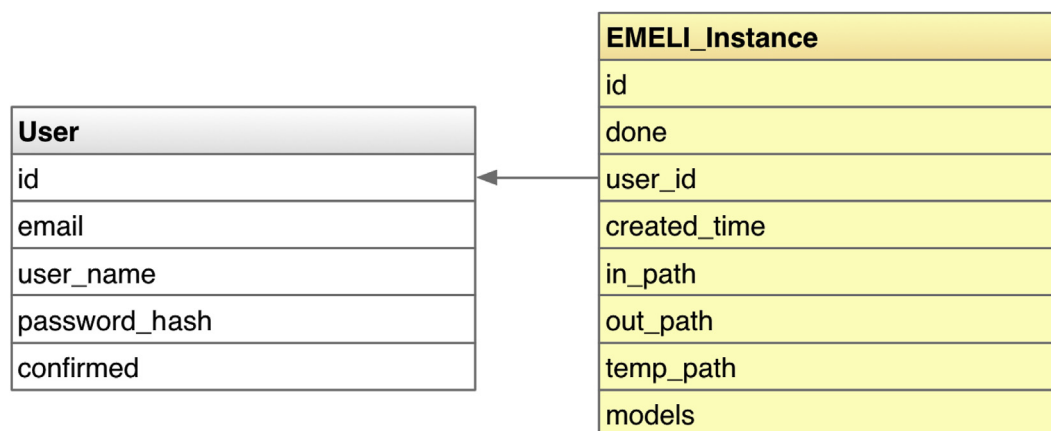 User
id
email
user_name
password_hash
confirmed
EMELI_Instance
id
done
user_id
created_time
in_path
out_path
temp_path
models